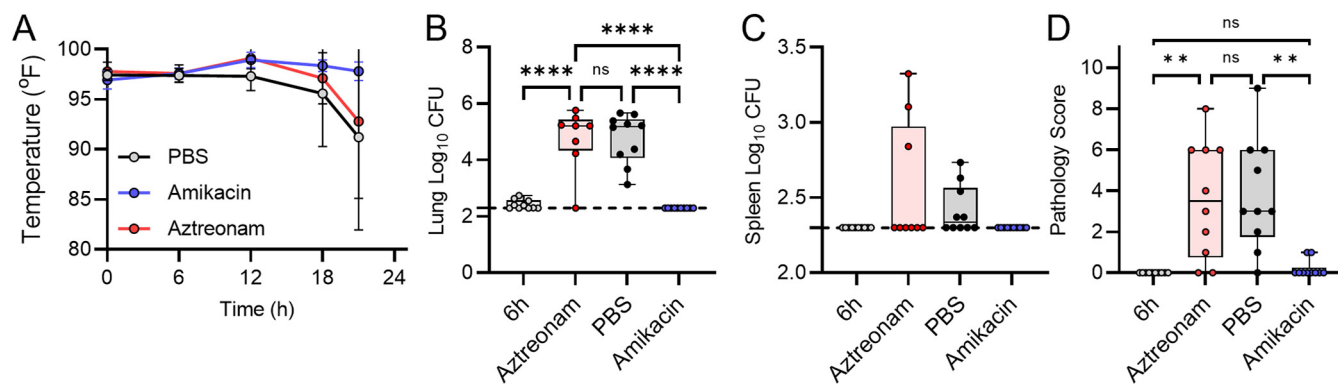 A
Temperature (°F)
100
95
90
85
80
PBS
Amikacin
Aztreonam
0
6
12
18
24
Time (h)
B
Lung Log10 CFU
8
6
4
2
0
****
****
ns
****
6h
Aztreonam
PBS
Amikacin
C
Spleen Log10 CFU
3.5
3.0
2.5
2.0
6h
Aztreonam
PBS
Amikacin
D
Pathology Score
10
8
6
4
2
0
ns
**
ns
**
6h
Aztreonam
PBS
Amikacin